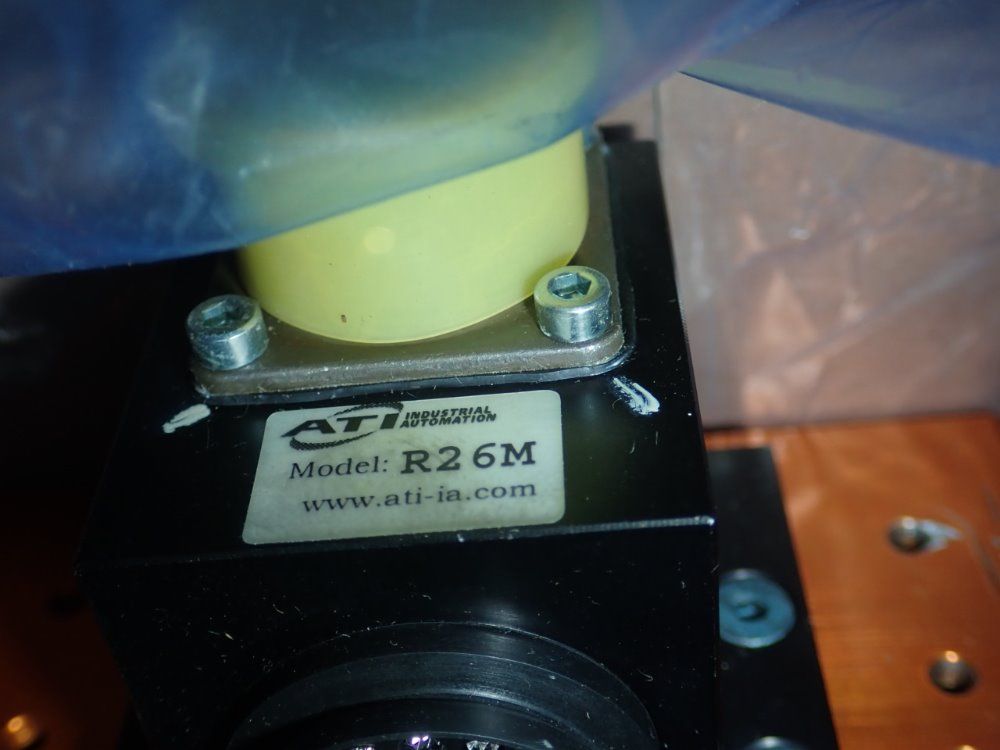 ATI INDUSTRIAL AUTOMATION
Model: R26M
www.ati-ia.com